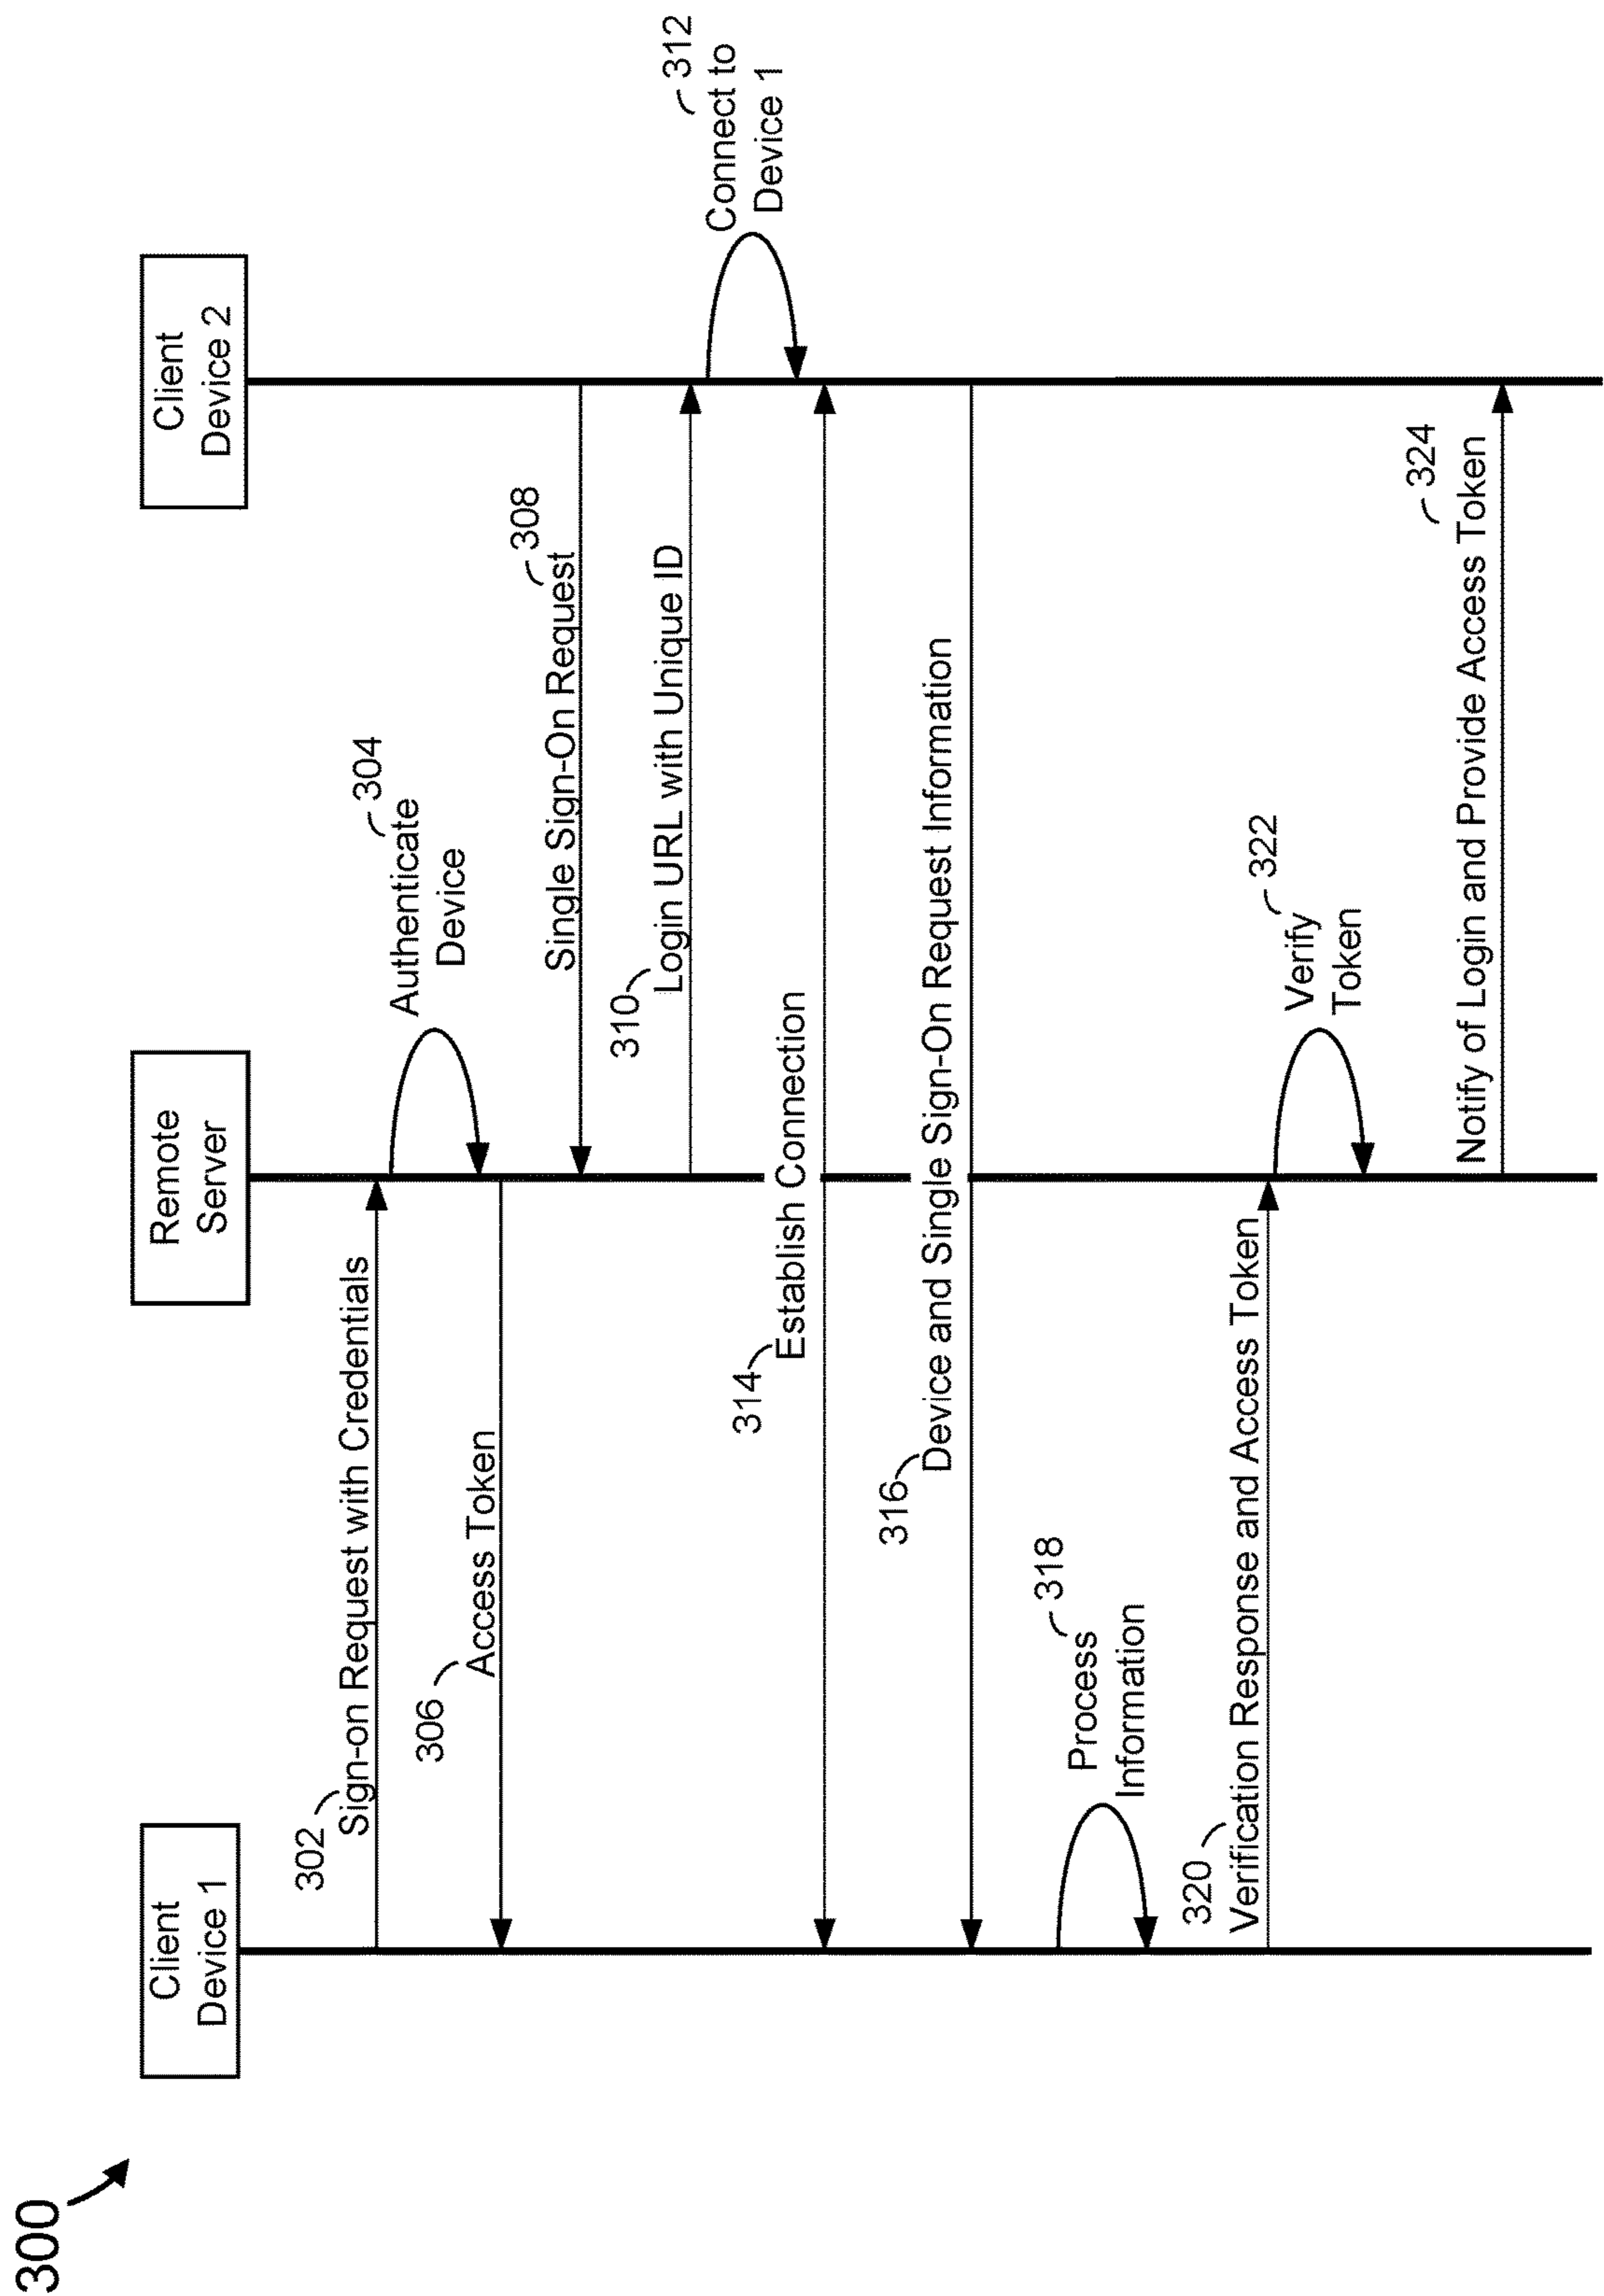 300
Client
Device 1
Remote
Server
Client
Device 2
302
Sign-on Request with Credentials
304
Authenticate
Device
306
Access Token
308
Single Sign-On Request
310
Login URL with Unique ID
312
Connect to
Device 1
314
Establish Connection
316
Device and Single Sign-On Request Information
318
Process
Information
320
Verification Response and Access Token
322
Verify
Token
324
Notify of Login and Provide Access Token